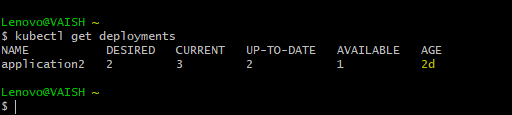 Lenovo@VAISH ~
$ kubectl get deployments
NAME DESIRED CURRENT UP-TO-DATE AVAILABLE AGE
application2 2 3 2 1 2d
Lenovo@VAISH ~
$